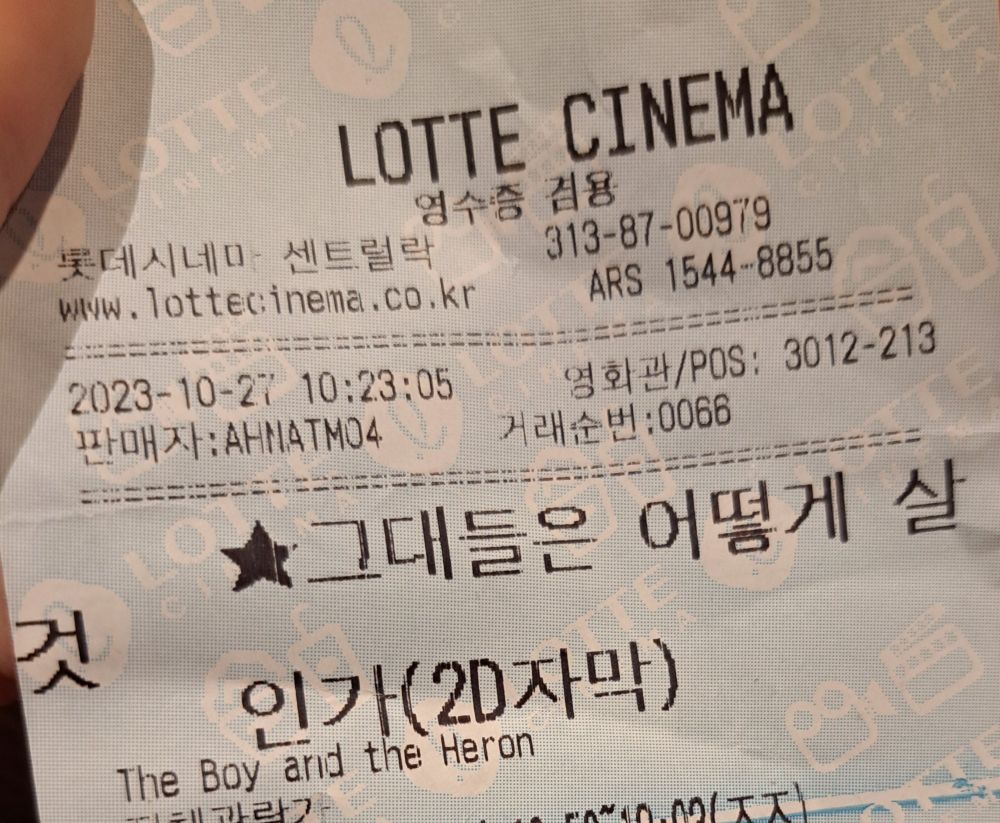 LOTTE CINEMA
영수증 겸용
롯데시네마 센트럴락 313-87-00979
www.lottecinema.co.kr ARS 1544-8855
2023-10-27 10:23:05 영화관/POS: 3012-213
판매자:AHNATM04 거래순번:0066
★그대들은 어떻게 살
것
인가(2D자막)
The Boy and the Heron